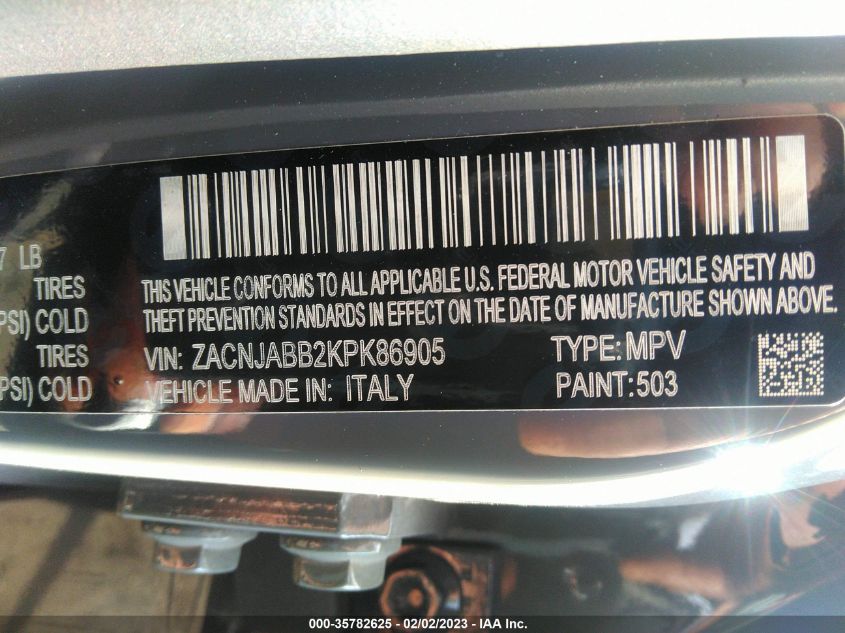 7 LB
TIRES
PSI) COLD
TIRES
PSI) COLD
THIS VEHICLE CONFORMS TO ALL APPLICABLE U.S. FEDERAL MOTOR VEHICLE SAFETY AND
THEFT PREVENTION STANDARDS IN EFFECT ON THE DATE OF MANUFACTURE SHOWN ABOVE.
VIN: ZACNJABB2KPK86905 TYPE: MPV
VEHICLE MADE IN: ITALY PAINT:503
000-35782625 - 02/02/2023 - IAA Inc.